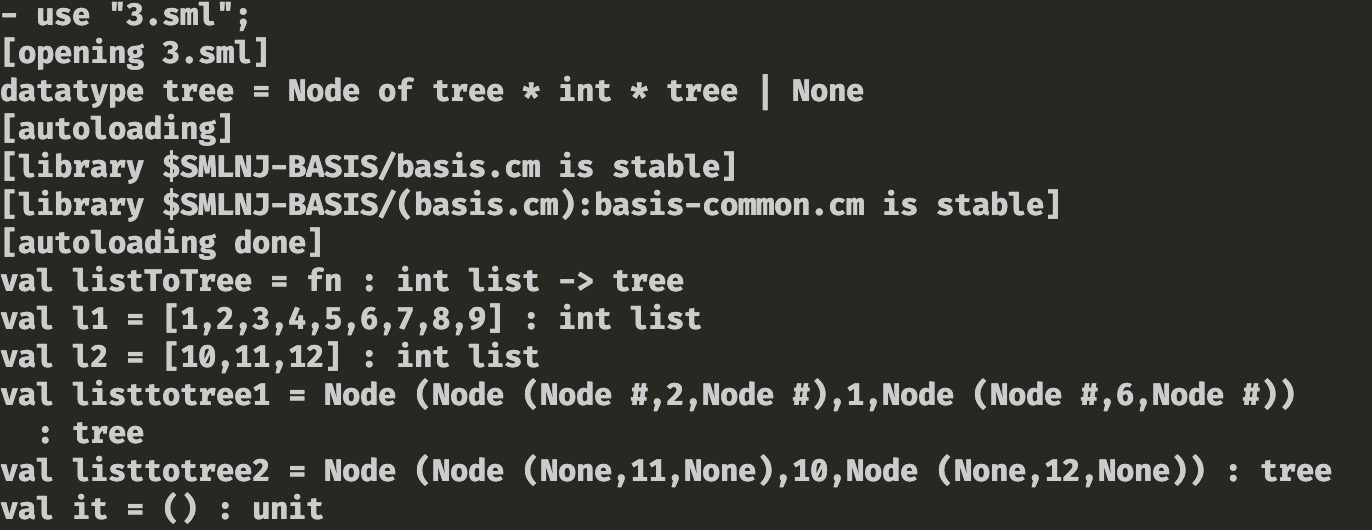 - use "3.sml";
[opening 3.sml]
datatype tree = Node of tree * int * tree | None
[autoloading]
[library $SMLNJ-BASIS/basis.cm is stable]
[library $SMLNJ-BASIS/(basis.cm):basis-common.cm is stable]
[autoloading done]
val listToTree = fn : int list -> tree
val l1 = [1,2,3,4,5,6,7,8,9] : int list
val l2 = [10,11,12] : int list
val listtotree1 = Node (Node (Node #,2,Node #),1,Node (Node #,6,Node #))
  : tree
val listtotree2 = Node (Node (None,11,None),10,Node (None,12,None)) : tree
val it = () : unit